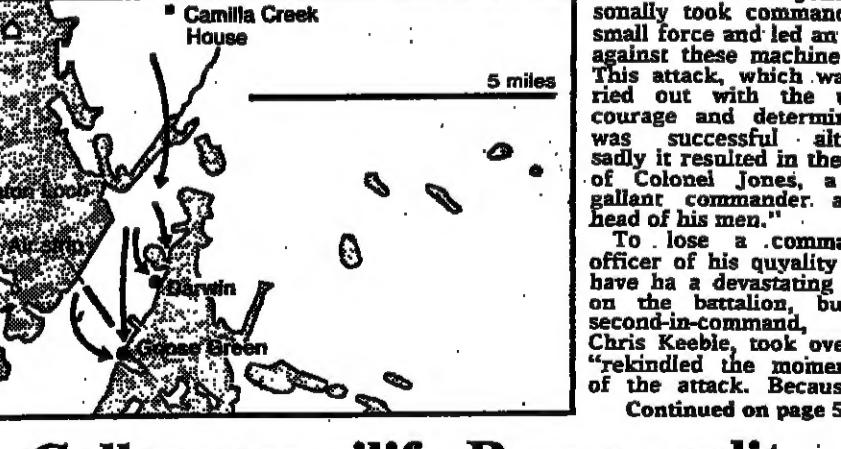 Camilla Creek
House
5 miles
Air strip
Darwin
Goose Green
sonally took command
small force and led an
against these machine
This attack, which wa
ried out with the u
courage and determin
was successful alt
sadly it resulted in the
of Colonel Jones, a
gallant commander. a
head of his men."
To lose a comma
officer of his quyality
have ha a devastating
on the battalion, bu
second-in-command,
Chris Keeble, took ove
"rekindled the momen
of the attack. Becaus
Continued on page 5